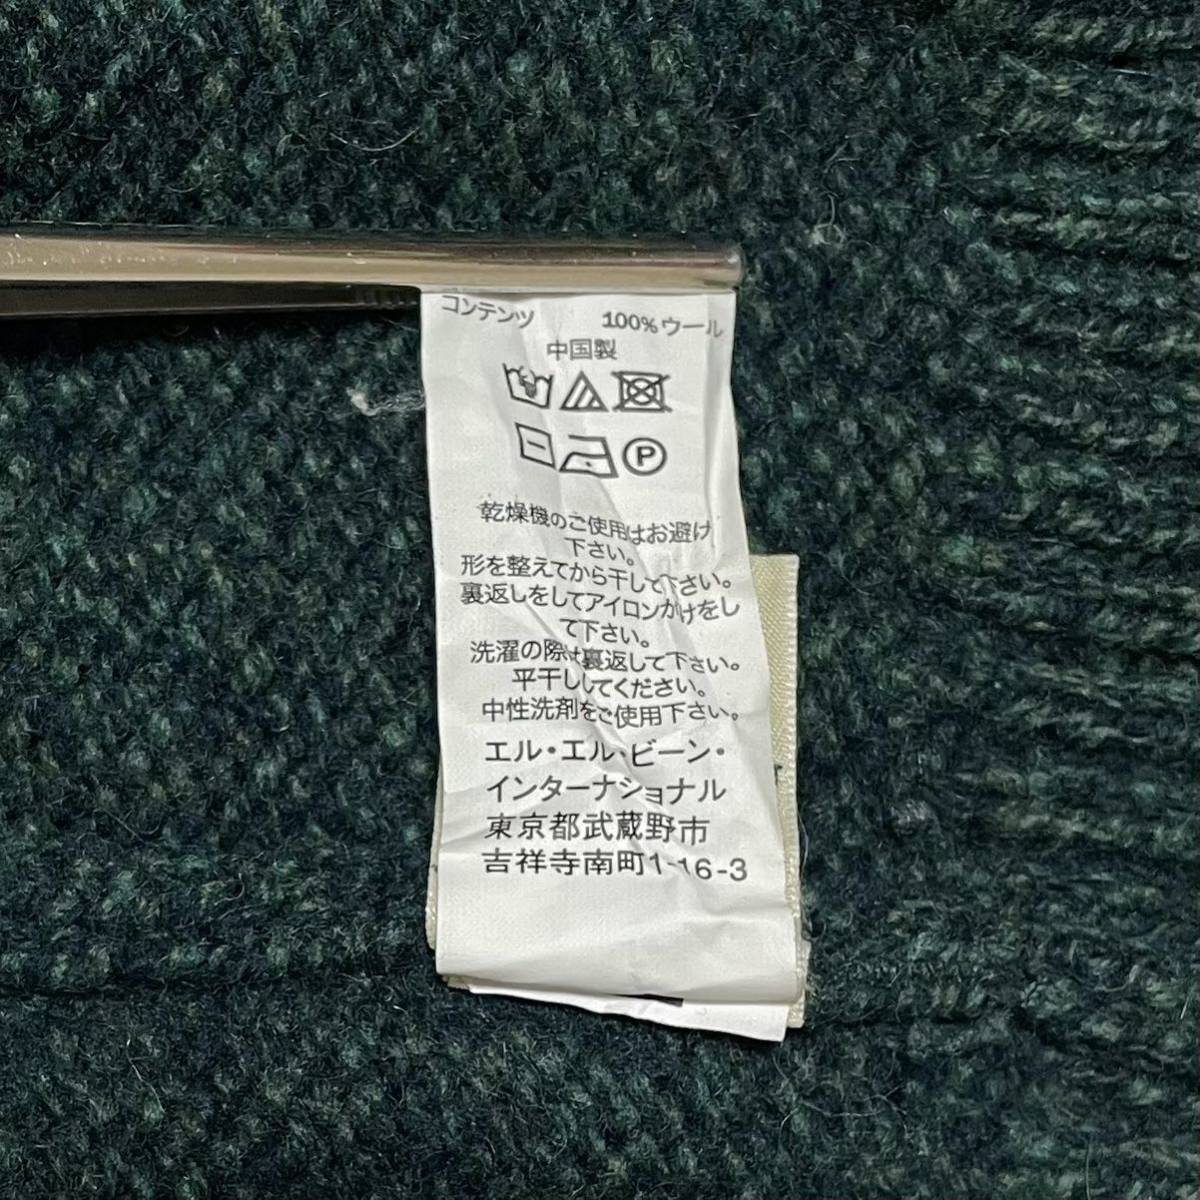 コンテンツ 100%ウール
中国製
P
乾燥機のご使用はお避け
下さい。
形を整えてから干して下さい。
裏返しをしてアイロンがけをし
て下さい。
洗濯の際は裏返して下さい。
平干ししてください。
中性洗剤をご使用下さい。
エル・エル・ビーン・
インターナショナル
東京都武蔵野市
吉祥寺南町1-16-3